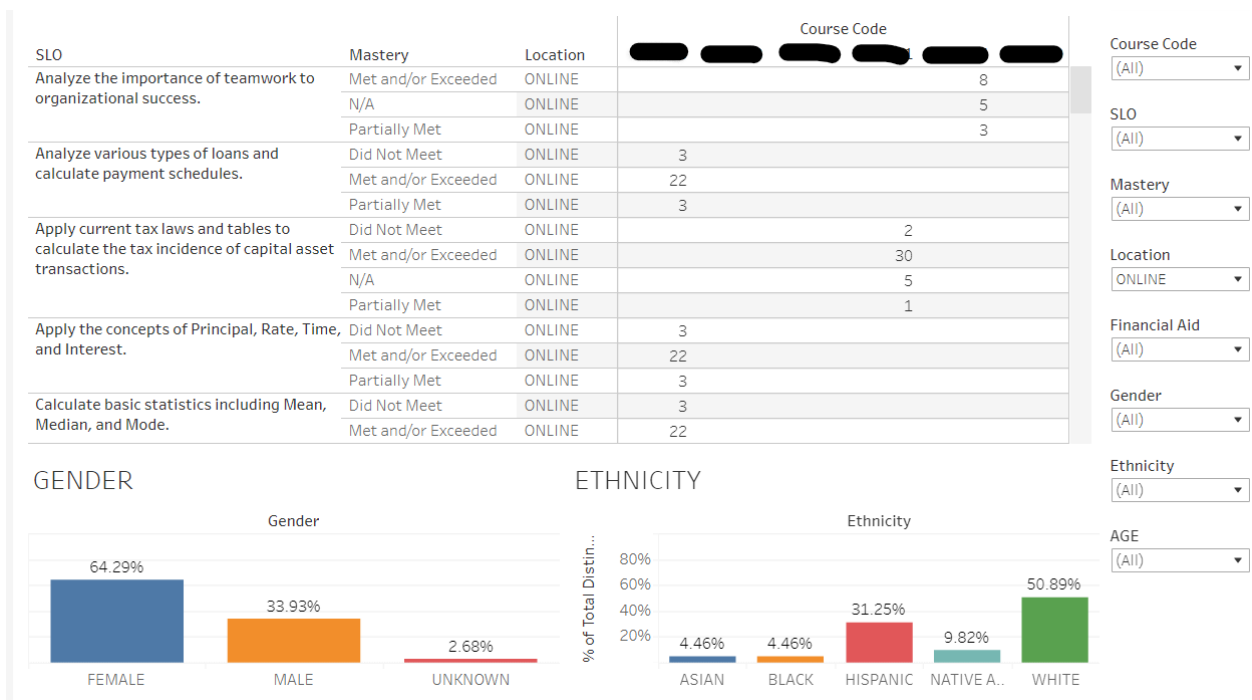 Course Code
SLO Mastery Location
Analyze the importance of teamwork to
organizational success.
Met and/or Exceeded ONLINE 8
N/A ONLINE 5
Partially Met ONLINE 3
Analyze various types of loans and
calculate payment schedules.
Did Not Meet ONLINE 3
Met and/or Exceeded ONLINE 22
Partially Met ONLINE 3
Apply current tax laws and tables to
calculate the tax incidence of capital asset
transactions.
Did Not Meet ONLINE 2
Met and/or Exceeded ONLINE 30
N/A ONLINE 5
Partially Met ONLINE 1
Apply the concepts of Principal, Rate, Time,
and Interest.
Did Not Meet ONLINE 3
Met and/or Exceeded ONLINE 22
Partially Met ONLINE 3
Calculate basic statistics including Mean,
Median, and Mode.
Did Not Meet ONLINE 3
Met and/or Exceeded ONLINE 22
Course Code
(All)
SLO
(All)
Mastery
(All)
Location
ONLINE
Financial Aid
(All)
Gender
(All)
Ethnicity
(All)
AGE
(All)
GENDER
Gender
64.29%
33.93%
2.68%
FEMALE MALE UNKNOWN
ETHNICITY
Ethnicity
% of Total Distin...
80%
60%
40%
20%
4.46%
4.46%
31.25%
9.82%
50.89%
ASIAN BLACK HISPANIC NATIVE A.. WHITE